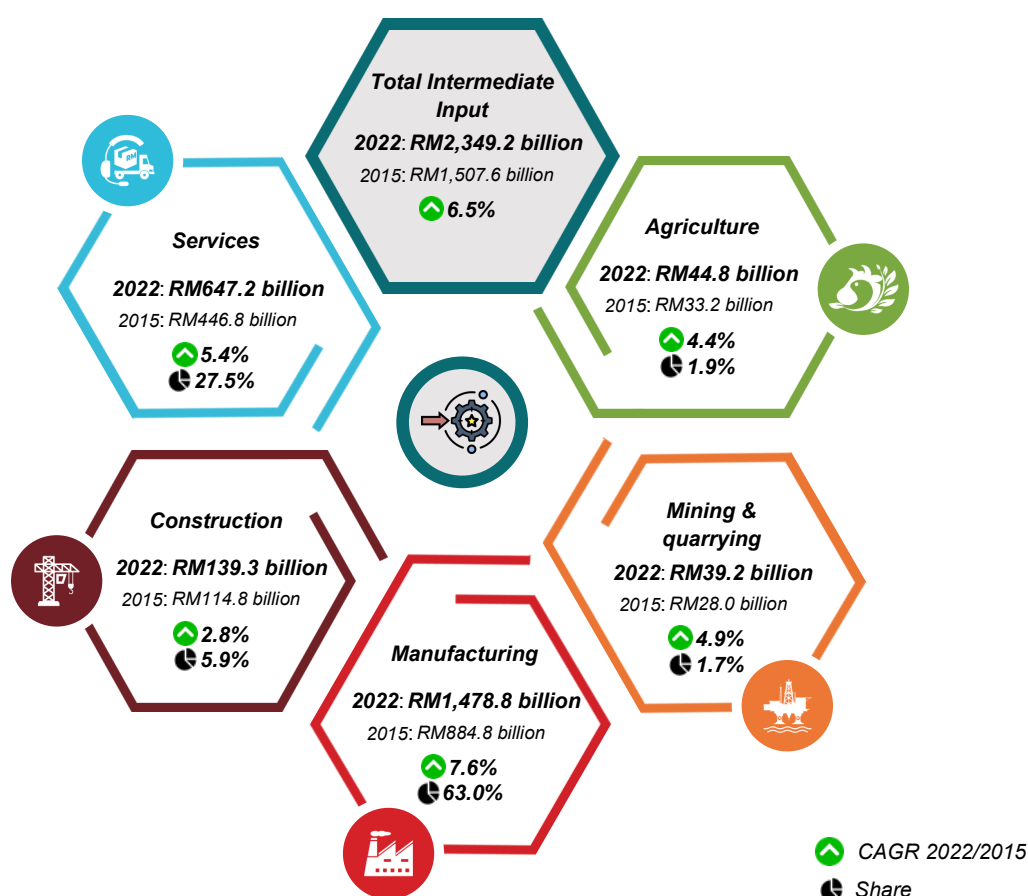 Total Intermediate
Input
2022: RM2,349.2 billion
2015: RM1,507.6 billion
6.5%
RM
Services
2022: RM647.2 billion
2015: RM446.8 billion
5.4%
27.5%
Agriculture
2022: RM44.8 billion
2015: RM33.2 billion
4.4%
1.9%
Construction
2022: RM139.3 billion
2015: RM114.8 billion
2.8%
5.9%
Mining &
quarrying
2022: RM39.2 billion
2015: RM28.0 billion
4.9%
1.7%
Manufacturing
2022: RM1,478.8 billion
2015: RM884.8 billion
7.6%
63.0%
CAGR 2022/2015
Share